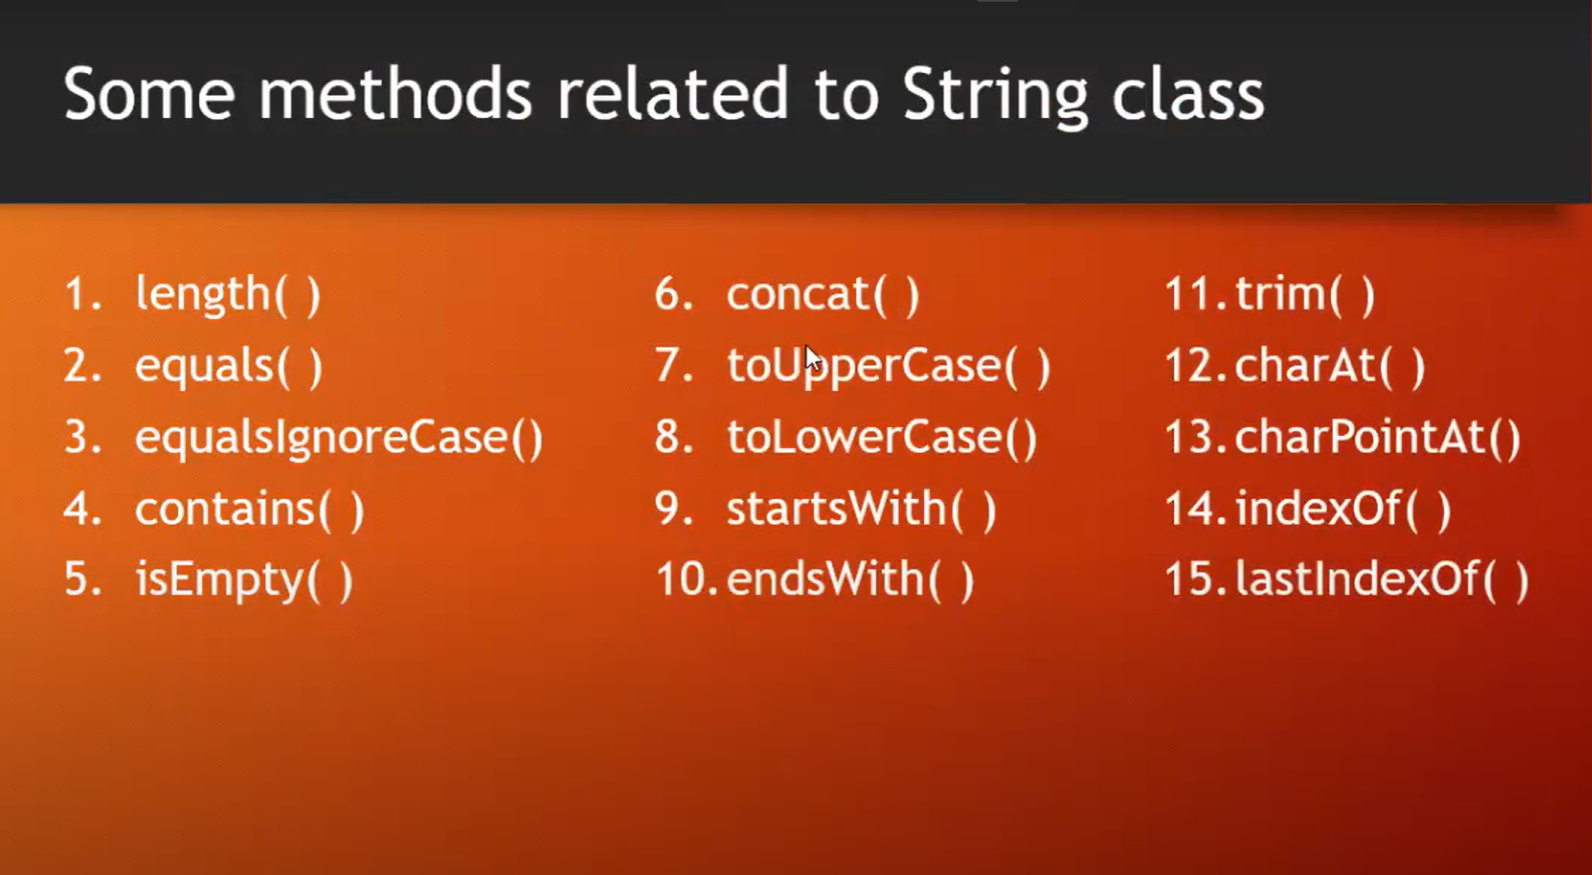 Some methods related to String class
1. length( )
2. equals( )
3. equalsIgnoreCase()
4. contains( )
5. isEmpty( )
6. concat( )
7. toUpperCase( )
8. toLowerCase()
9. startsWith( )
10. endsWith( )
11. trim( )
12. charAt( )
13. charPointAt()
14. indexOf( )
15. lastIndexOf( )